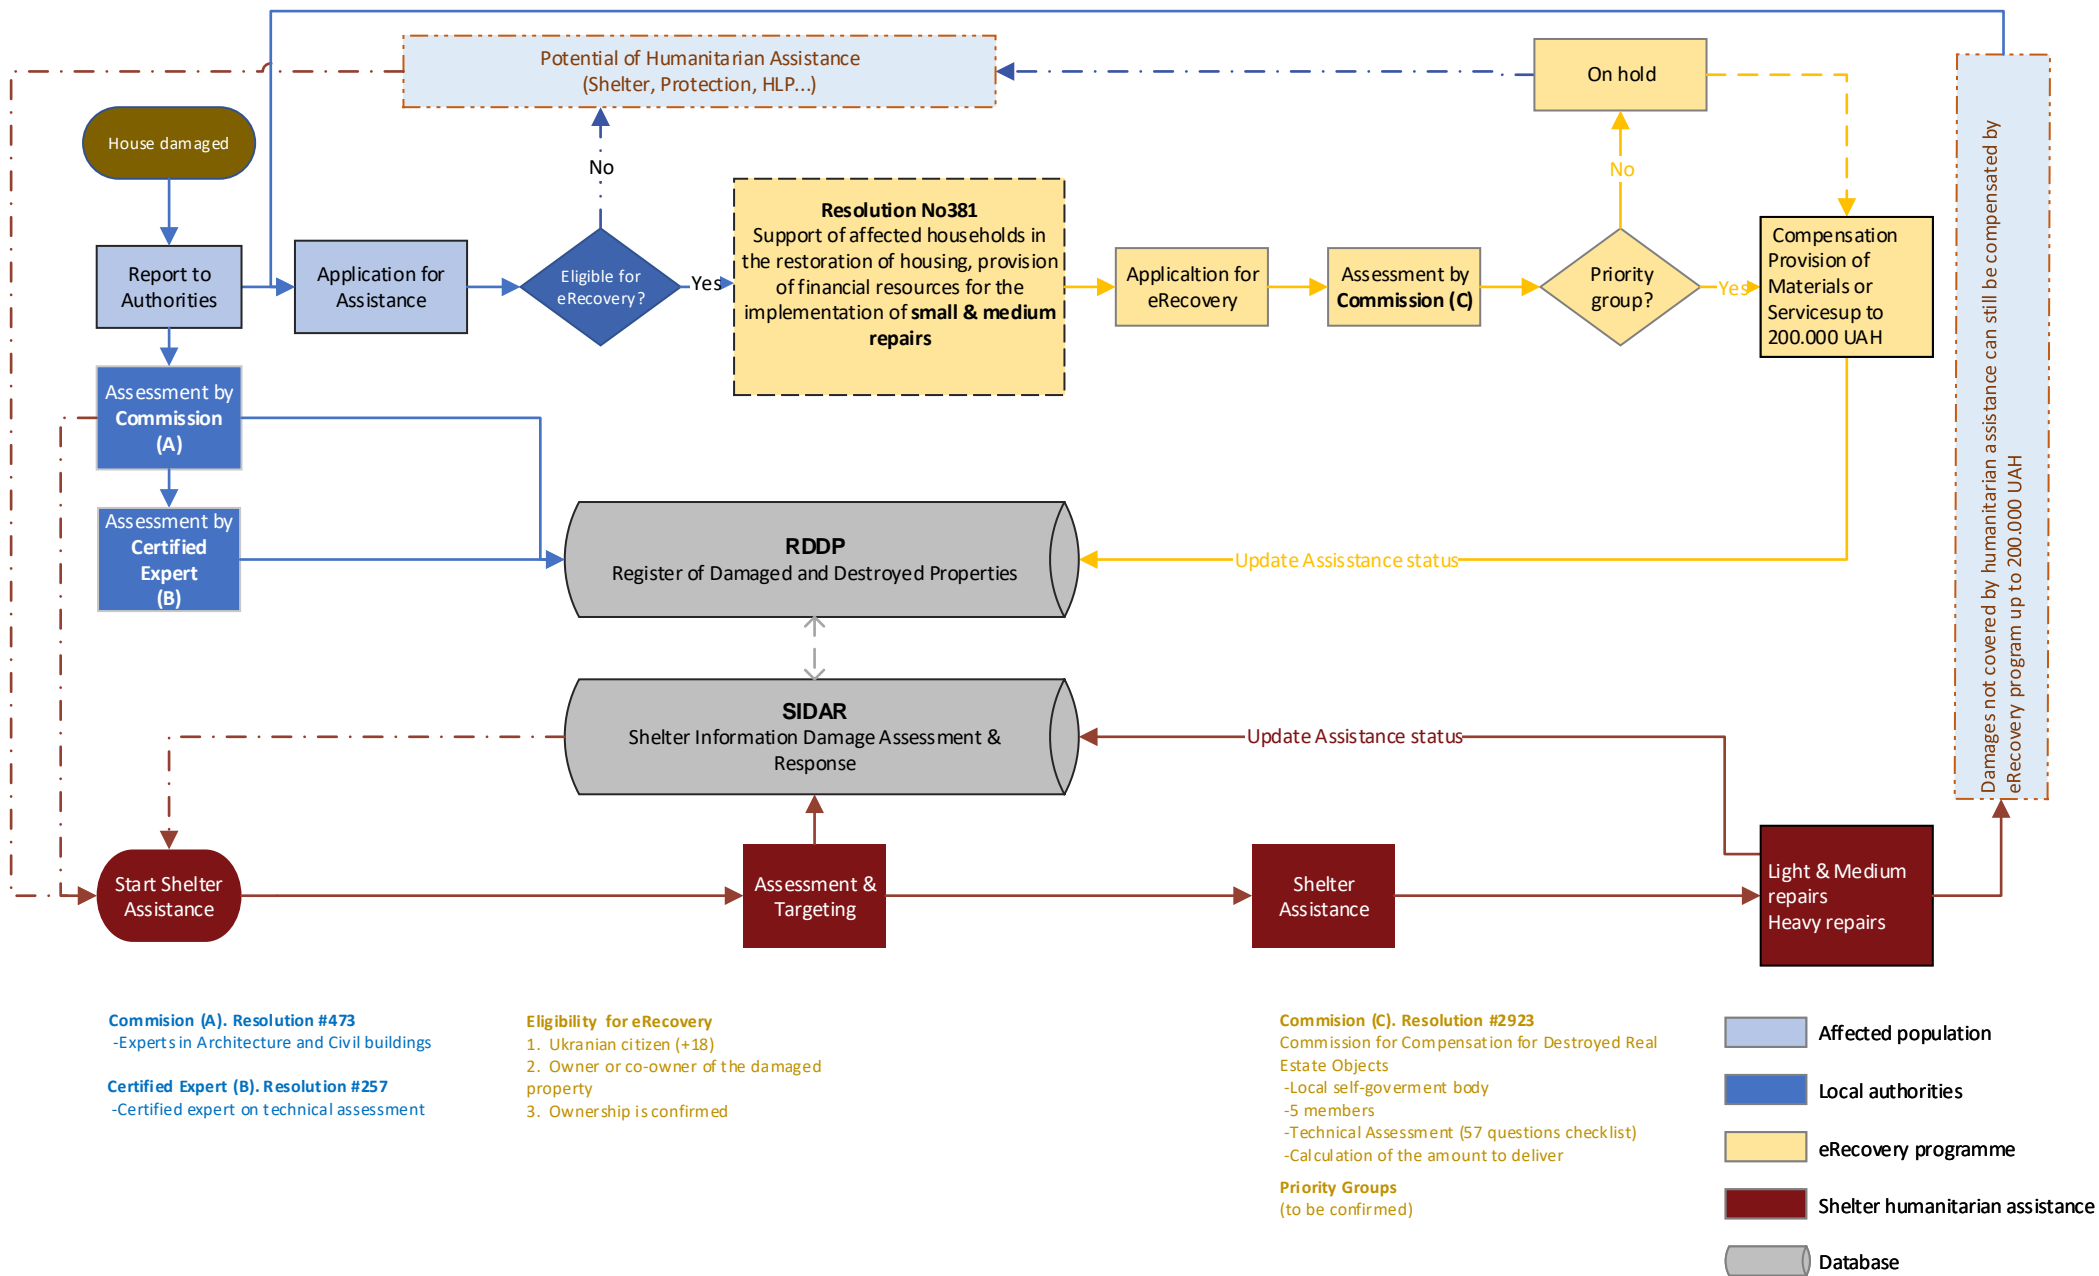 Potential of Humanitarian Assistance
(Shelter, Protection, HLP...)
On hold
House damaged
No
No
Report to
Authorities
Application for
Assistance
Eligible for
eRecovery?
Yes
Resolution No381
Support of affected households in
the restoration of housing, provision
of financial resources for the
implementation of small & medium
repairs
Applicaltion for
eRecovery
Assessment by
Commission (C)
Priority
group?
Yes
Compensation
Provision of
Materials or
Servicesup to
200.000 UAH
Damages not covered by humanitarian assistance can still be compensated by
eRecovery program up to 200.000 UAH
Assessment by
Commission
(A)
Assessment by
Certified
Expert
(B)
RDDP
Register of Damaged and Destroyed Properties
Update Assisstance status
SIDAR
Shelter Information Damage Assessment &
Response
Update Assistance status
Start Shelter
Assistance
Assessment &
Targeting
Shelter
Assistance
Light & Medium
repairs
Heavy repairs
Commision (A). Resolution #473
-Experts in Architecture and Civil buildings
Certified Expert (B). Resolution #257
-Certified expert on technical assessment
Eligibility for eRecovery
1. Ukranian citizen (+18)
2. Owner or co-owner of the damaged
property
3. Ownership is confirmed
Commision (C). Resolution #2923
Commission for Compensation for Destroyed Real
Estate Objects
-Local self-goverment body
-5 members
-Technical Assessment (57 questions checklist)
-Calculation of the amount to deliver
Priority Groups
(to be confirmed)
Affected population
Local authorities
eRecovery programme
Shelter humanitarian assistance
Database